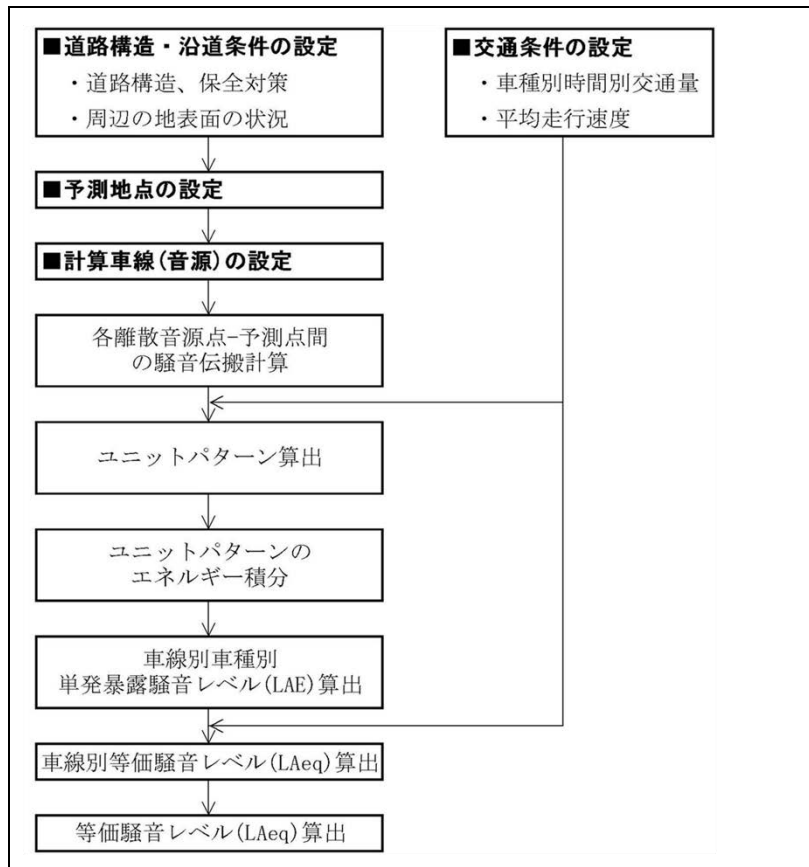 ■道路構造・沿道条件の設定
・道路構造、保全対策
・周辺の地表面の状況
■交通条件の設定
・車種別時間別交通量
・平均走行速度
■予測地点の設定
■計算車線(音源)の設定
各離散音源点-予測点間
の騒音伝搬計算
ユニットパターン算出
ユニットパターンの
エネルギー積分
車線別車種別
単発暴露騒音レベル(LAE)算出
車線別等価騒音レベル(LAeq)算出
等価騒音レベル(LAeq)算出